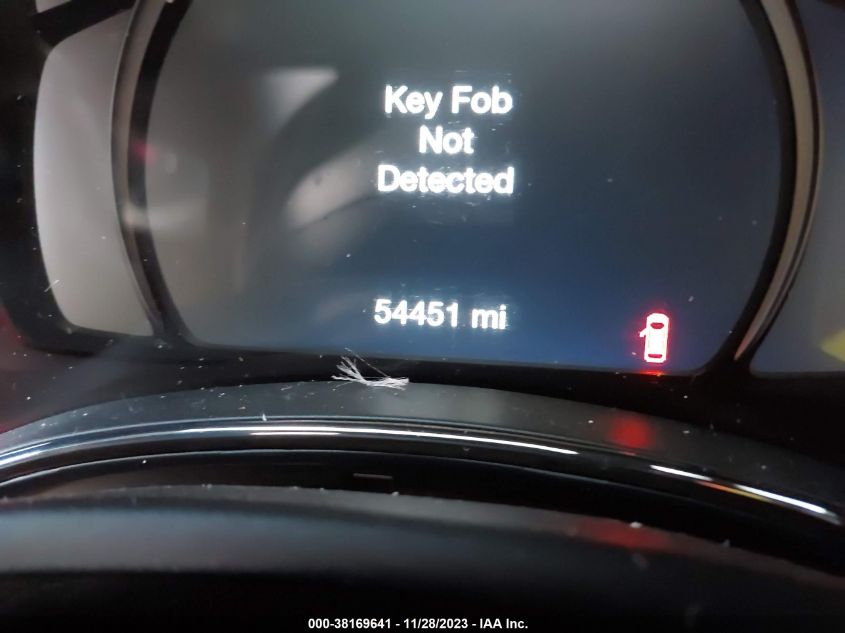 Key Fob
Not
Detected
54451 mi
000-38169641 - 11/28/2023 - IAA Inc.